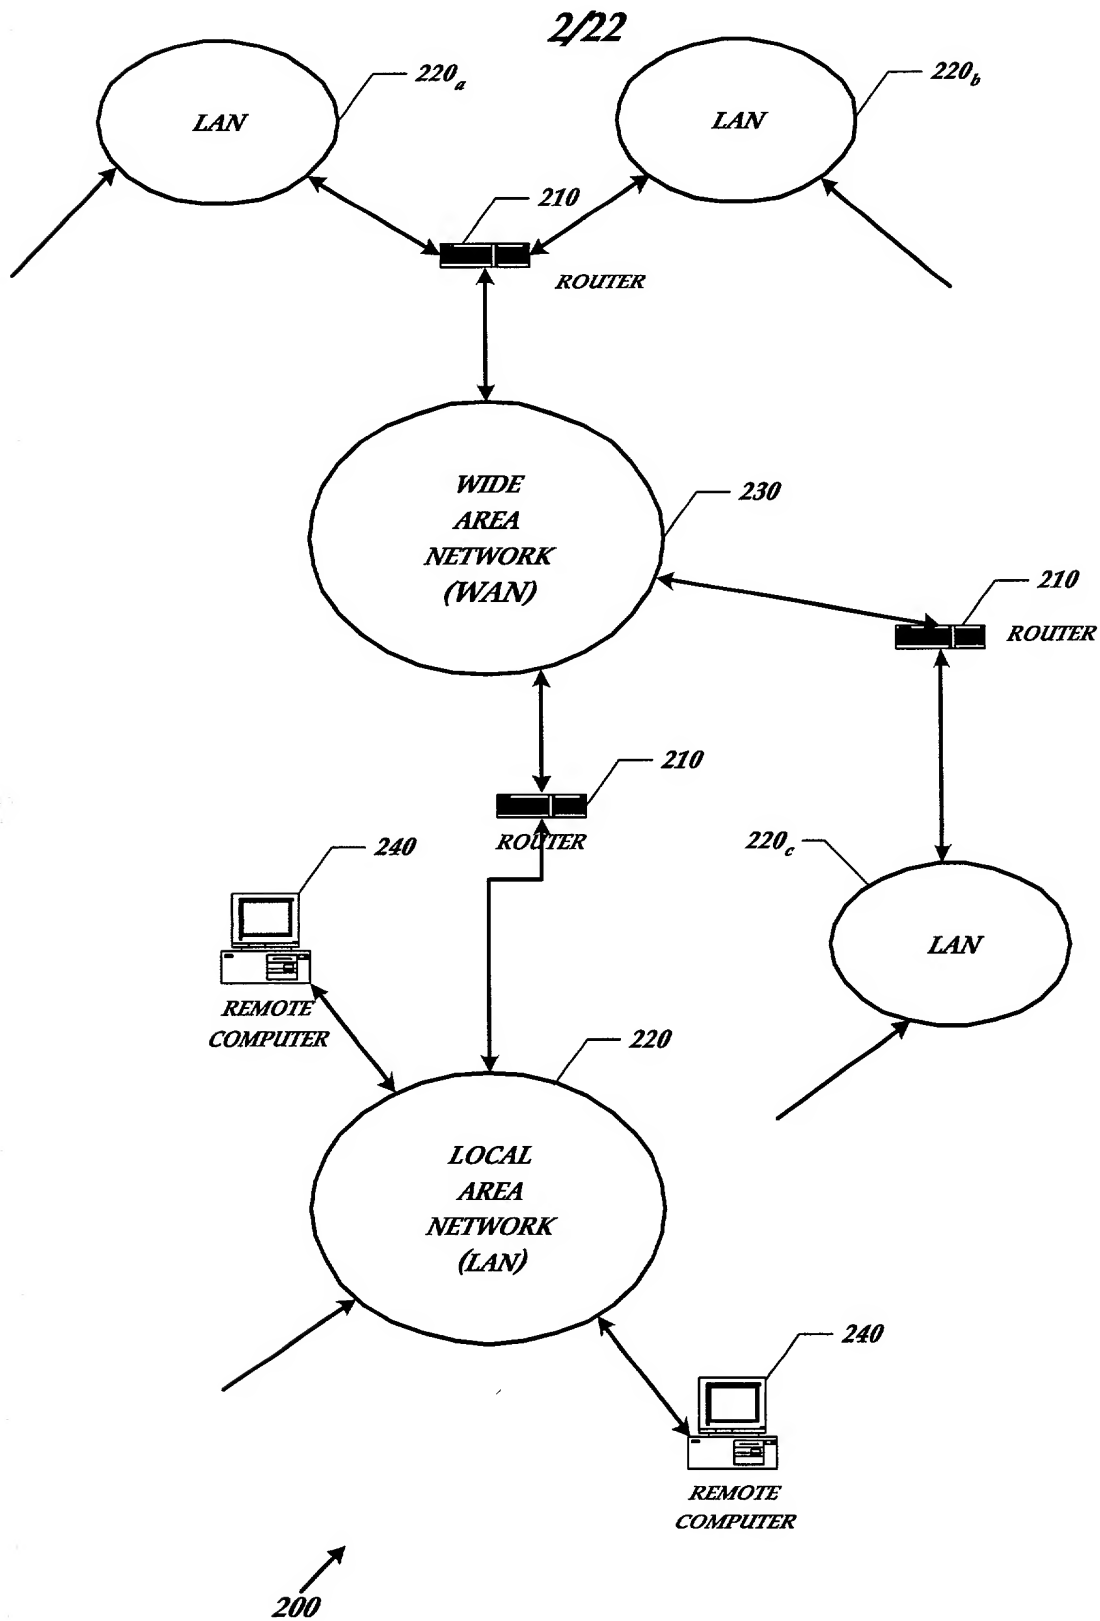 2/22
220a
220b
LAN
LAN
210
ROUTER
WIDE
AREA
NETWORK
(WAN)
230
210
ROUTER
210
ROUTER
240
220c
LAN
REMOTE
COMPUTER
220
LOCAL
AREA
NETWORK
(LAN)
240
REMOTE
COMPUTER
200